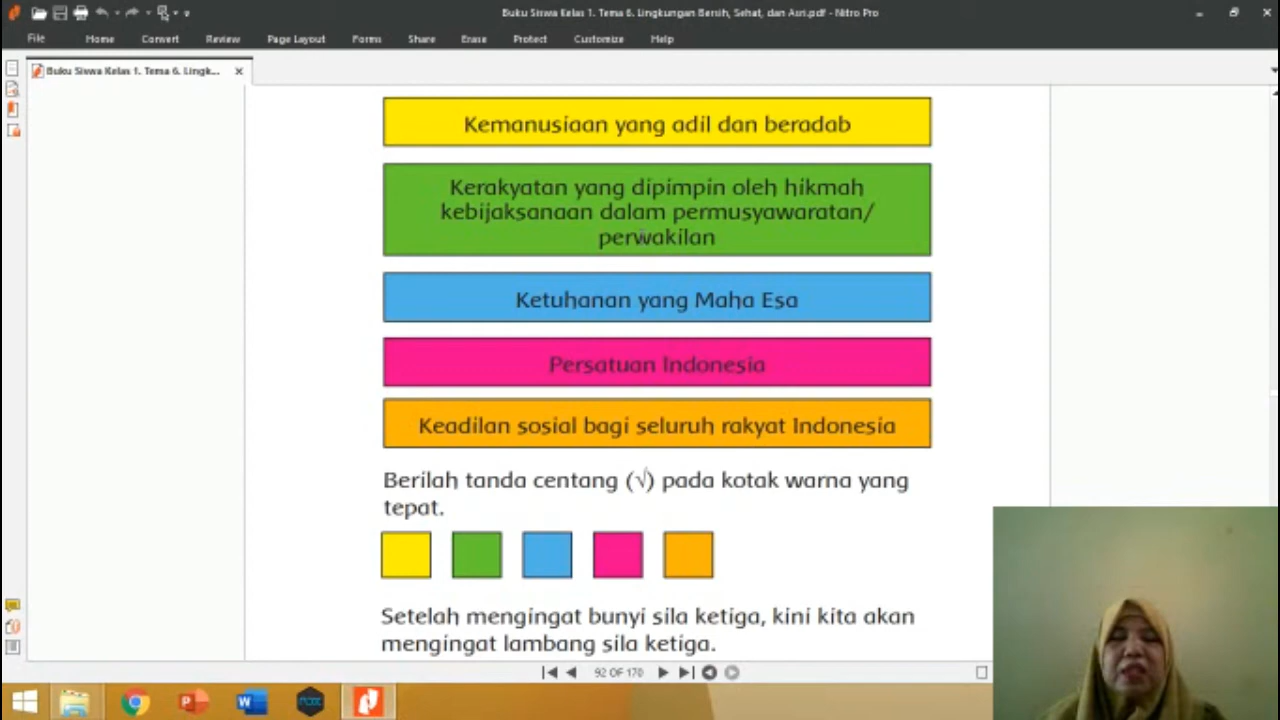 Buku Siswa Kelas 1. Tema 6. Lingkungan Bersih, Sehat, dan Asri.pdf - Nitro Pro
File Home Convert Review Page Layout Forms Share Erase Protect Customize Help
Buku Siswa Kelas 1. Tema 6. Lingk...
Kemanusiaan yang adil dan beradab
Kerakyatan yang dipimpin oleh hikmah
kebijaksanaan dalam permusyawaratan/
perwakilan
Ketuhanan yang Maha Esa
Persatuan Indonesia
Keadilan sosial bagi seluruh rakyat Indonesia
Berilah tanda centang (√) pada kotak warna yang
tepat.
Setelah mengingat bunyi sila ketiga, kini kita akan
mengingat lambang sila ketiga.
92 OF 170